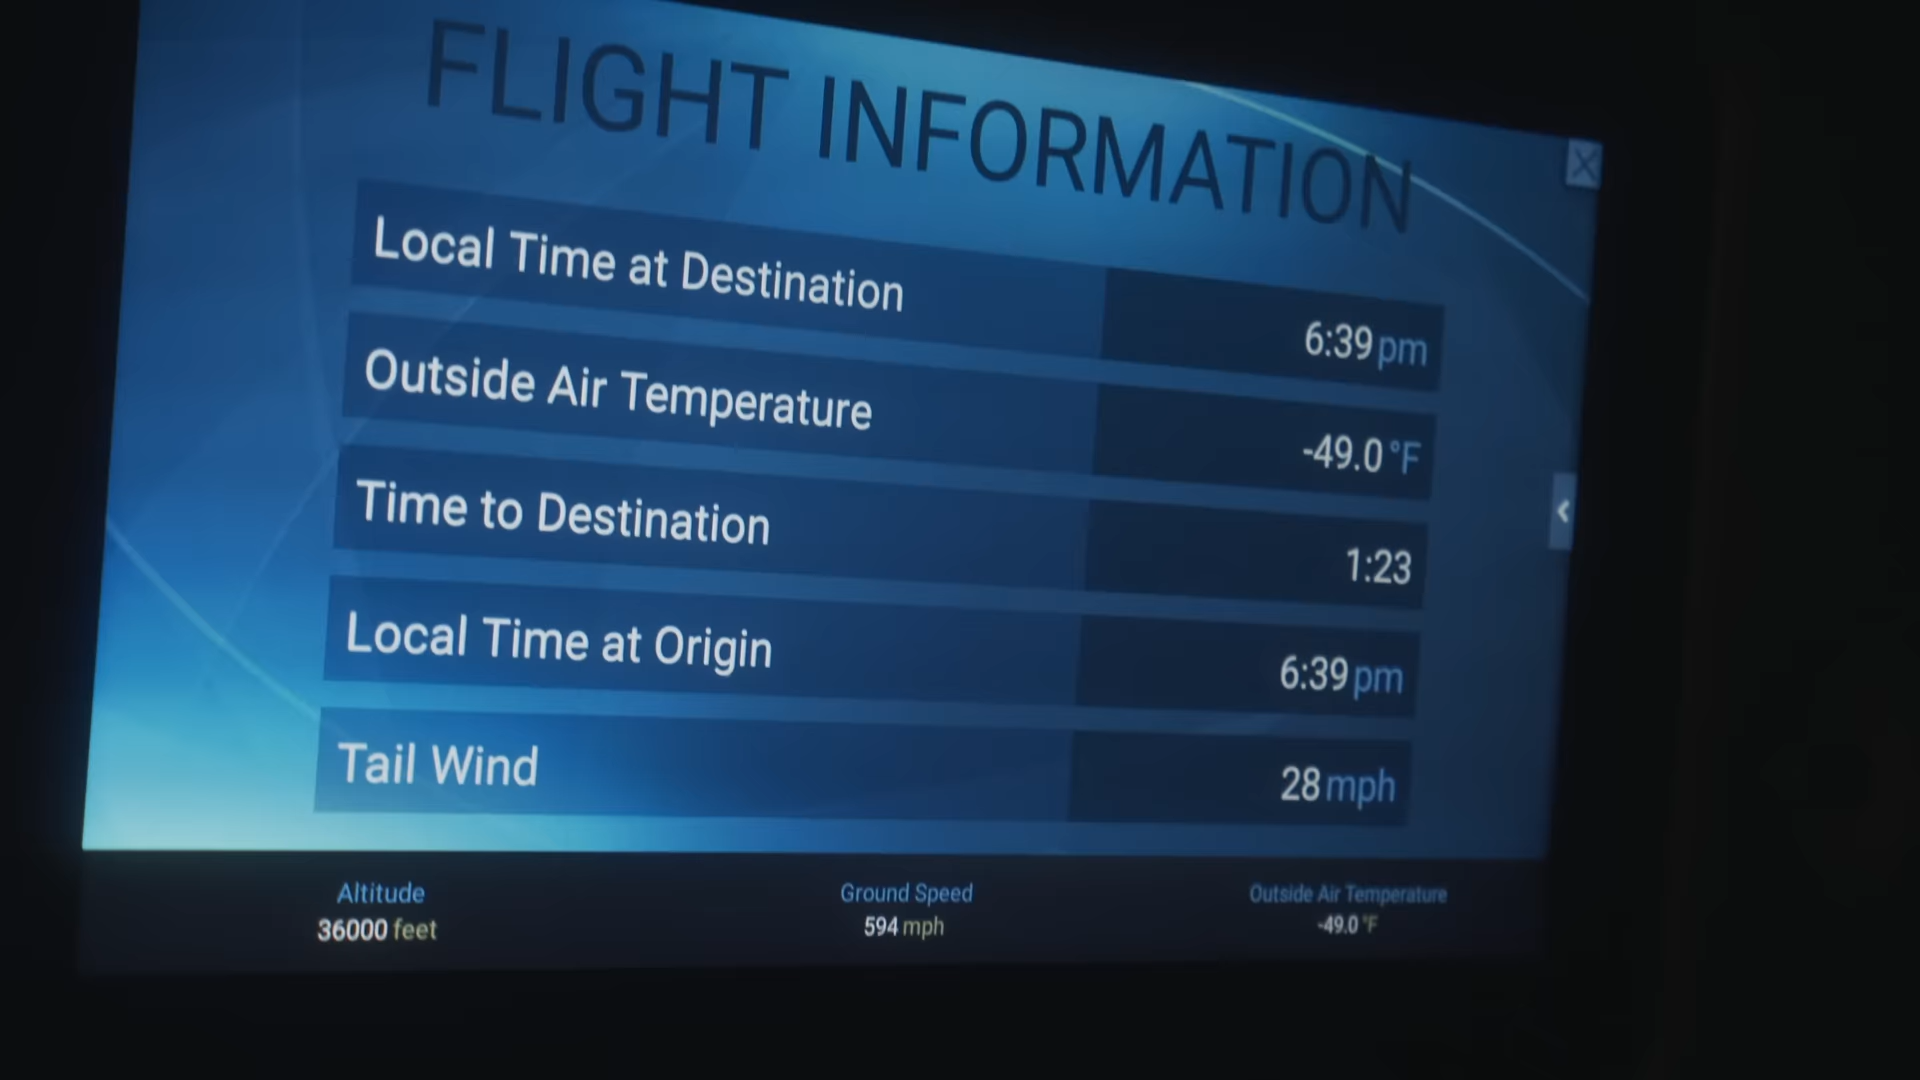 FLIGHT INFORMATION
Local Time at Destination 6:39 pm
Outside Air Temperature -49.0 °F
Time to Destination 1:23
Local Time at Origin 6:39 pm
Tail Wind 28 mph
Altitude Ground Speed Outside Air Temperature
36000 feet 594 mph -49.0 °F